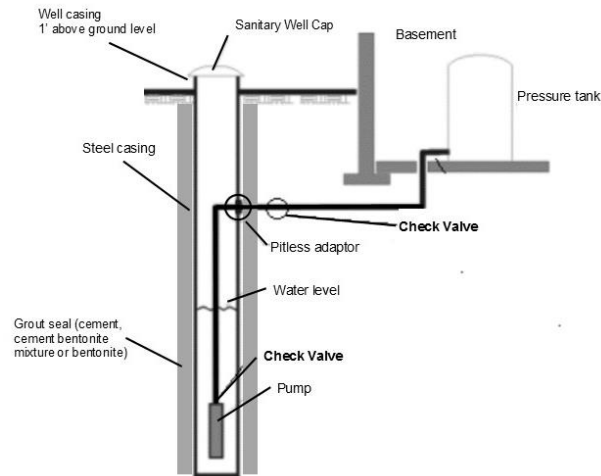 Well casing
1' above ground level
Sanitary Well Cap
Basement
Pressure tank
Steel casing
Check Valve
Pitless adaptor
Water level
Grout seal (cement,
cement bentonite
mixture or bentonite)
Check Valve
Pump